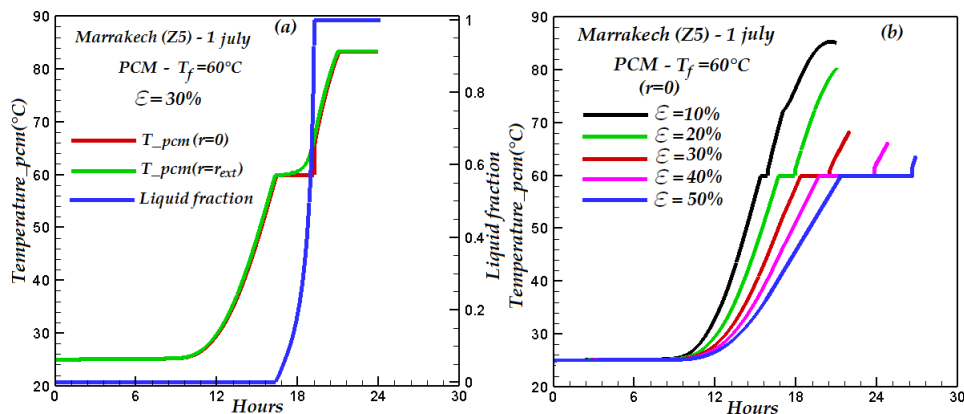 Marrakech (Z5) - 1 july (a)
PCM - Tf =60°C
ε = 30%
T_pcm(r=0)
T_pcm(r=rext)
Liquid fraction
Temperature_pcm(°C)
90
80
70
60
50
40
30
20
0
6
12
18
24
30
Hours
1
0.8
0.6
0.4
0.2
0
Liquid fraction
Marrakech (Z5) - 1 july (b)
PCM - Tf =60°C
(r=0)
ε =10%
ε =20%
ε =30%
ε = 40%
ε = 50%
Temperature_pcm(°C)
90
80
70
60
50
40
30
20
0
6
12
18
24
30
Hours